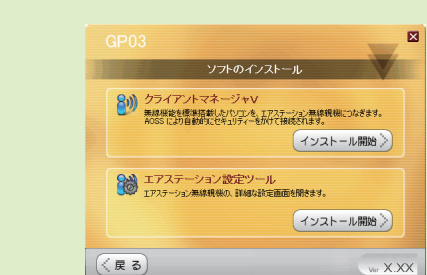 GP03
ソフトのインストール
クライアントマネージャV
無線機能を標準搭載したパソコンを、エアステーション無線親機につなぎます。
AOSSにより自動的にセキュリティーをかけて接続されます。
インストール開始
エアステーション設定ツール
エアステーション無線親機の、詳細な設定画面を開きます。
インストール開始
戻る
Ver X.XX